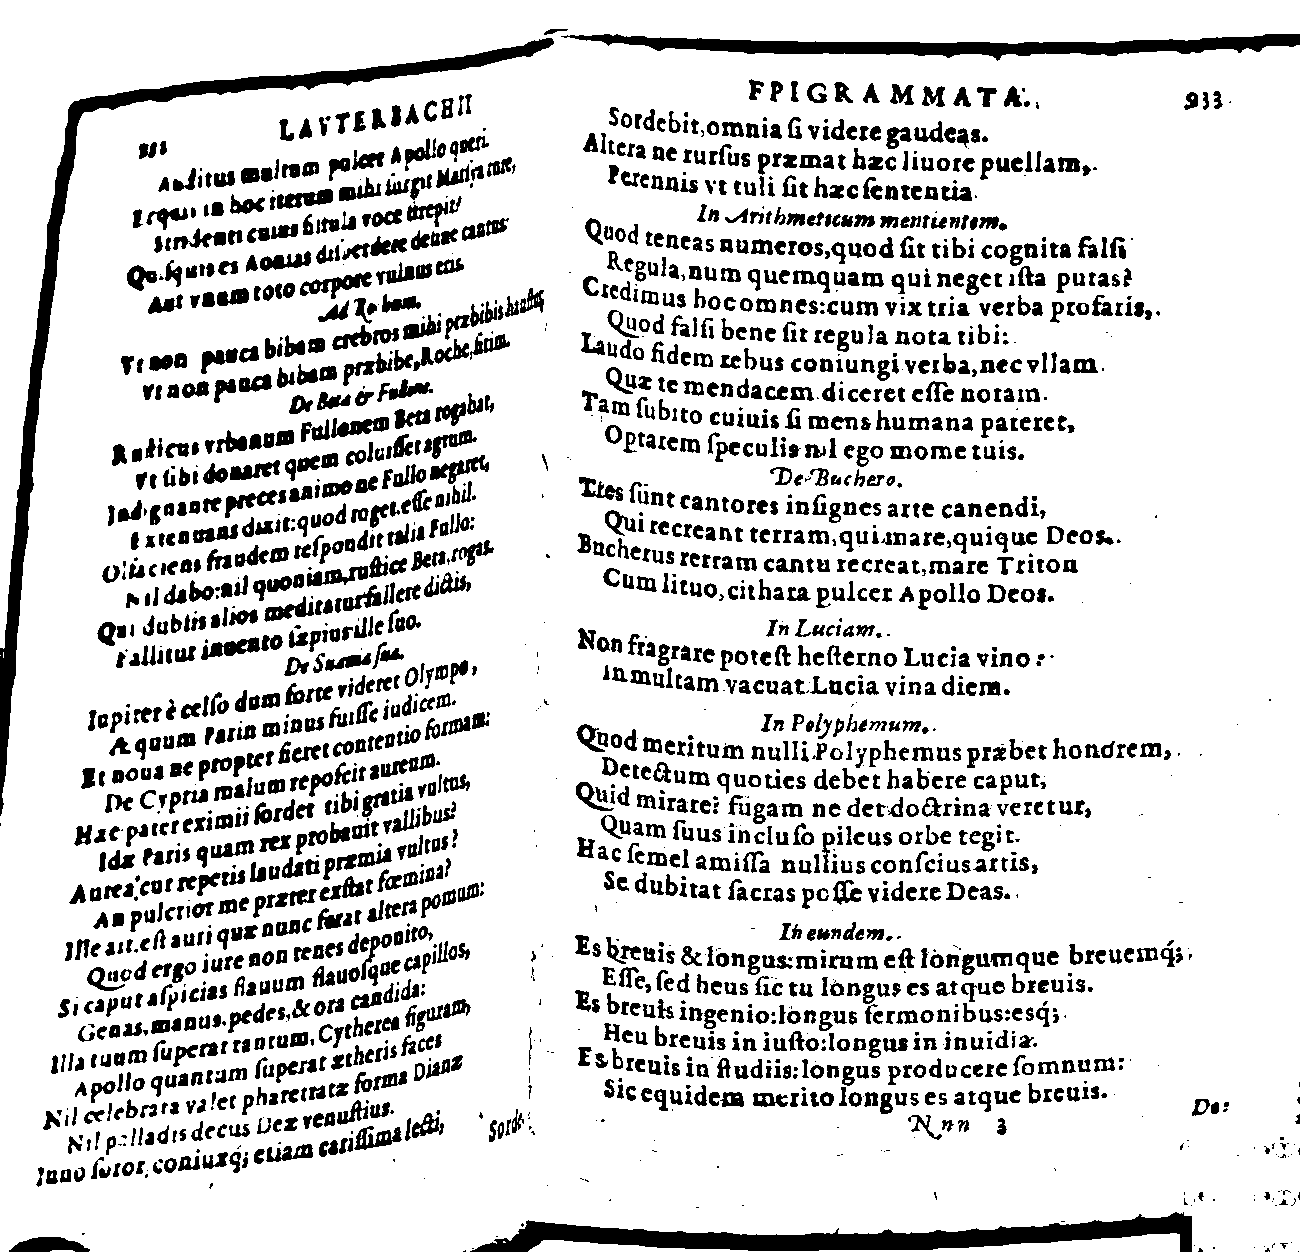 LAVTERBACHII
Auditus multum pulcer Apollo queri.
in hoc iterum mihi iurgit
Stridenti cuius fistula voce strepit?
Quisquis es Aonias disperdere desine cantus
Aut vnum toto corpore vulnus eris.
Ad Rochum.
Vt non pauca bibam crebros mihi præbibis haustus,
Vt non pauca bibam præbibe, Roche, sitim.
De Beta & Fullone.
Rusticus vrbanum Fullonem Beta rogabat,
Vt sibi donaret quem coluisset agrum.
Indignante preces animo ne Fullo negaret,
Extenuans dixit: quod roget, esse nihil.
Olfaciens fraudem respondit talia Fullo:
Nil dabo: nil quoniam, rustice Beta, rogas.
Qui dubiis alios meditatur fallere dictis,
Fallitur inuento sæpius ille suo.
De sua.
Iupiter è celso dum forte videret Olympo,
Æquum Parin minus fuisse iudicem.
Et noua ne propter fieret contentio formam:
De Cypria malum reposcit aureum.
Hæc pater eximii sordet tibi gratia vultus,
Idæ Paris quam rex probauit vallibus?
Aurea, cur repetis laudati præmia vultus?
An pulcrior me præter exstat fœmina?
Ille ait. est auri quæ nunc ferat altera pomum:
Quod ergo iure non tenes deponito,
Si caput aspicias flauum flauosque capillos,
Genas, manus, pedes, & ora candida:
Illa tuum superat tantum, Cytherea figuram,
Apollo quantum superat ætheris faces
Nil celebrata valet pharetratæ forma Dianæ
Nil palladis decus Deæ venustius.
Iuno soror, coniuxq́; etiam carissima lecti,
Sorde-
EPIGRAMMATA. 933
Sordebit, omnia si videre gaudeas.
Altera ne rursus præmat hæc liuore puellam,
Perennis vt tuli sit hæc sententia.
In Arithmeticum mentientem.
Quod teneas numeros, quod sit tibi cognita falsi
Regula, num quemquam qui neget ista putas?
Credimus hoc omnes: cum vix tria verba profaris,
Quod falsi bene sit regula nota tibi:
Laudo fidem rebus coniungi verba, nec vllam
Quæ te mendacem diceret esse notam.
Tam subito cuiuis si mens humana pateret,
Optarem speculis nil ego mome tuis.
De Buchero.
Tres sunt cantores insignes arte canendi,
Qui recreant terram, qui mare, quique Deos.
Bucherus terram cantu recreat, mare Triton
Cum lituo, cithara pulcer Apollo Deos.
In Luciam.
Non fragrare potest hesterno Lucia vino:
In multam vacuat Lucia vina diem.
In Polyphemum.
Quod meritum nulli Polyphemus præbet honorem,
Detectum quoties debet habere caput,
Quid mirare? fugam ne det doctrina veretur,
Quam suus incluso pileus orbe tegit.
Hac semel amissa nullius conscius artis,
Se dubitat sacras posse videre Deas.
In eundem.
Es breuis & longus: mirum est longumque breuemq́;
Esse, sed heus sic tu longus es atque breuis.
Es breuis ingenio: longus sermonibus: esq́;
Heu breuis in iusto: longus in inuidia.
Es breuis in studiis: longus producere somnum:
Sic equidem merito longus es atque breuis.
Nnn 3
De